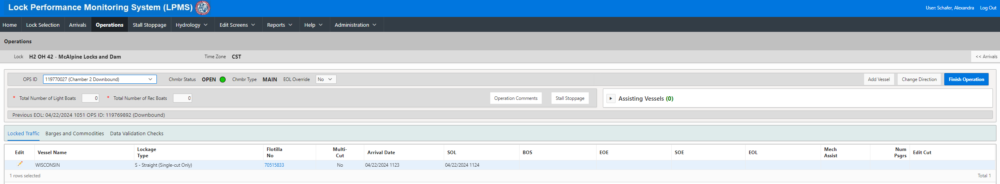 Lock Performance Monitoring System (LPMS)
User: Schafer, Alexandra Log Out
Home Lock Selection Arrivals Operations Stall Stoppage Hydrology Edit Screens Reports Help Administration
Operations
Lock H2 OH 42 - McAlpine Locks and Dam Time Zone CST << Arrivals
OPS ID 119770027 (Chamber 2 Downbound) Chmbr Status OPEN Chmbr Type MAIN EOL Override No Add Vessel Change Direction Finish Operation
* Total Number of Light Boats 0 * Total Number of Rec Boats 0 Operation Comments Stall Stoppage Assisting Vessels (0)
Previous EOL: 04/22/2024 1051 OPS ID: 119769892 (Downbound)
Locked Traffic Barges and Commodities Data Validation Checks
Edit Vessel Name Lockage Type Flotilla No Multi-Cut Arrival Date SOL BOS EOE SOE EOL Mech Assist Num Psgrs Edit Cut
WISCONSIN S - Straight (Single-cut Only) 70515833 No 04/22/2024 1123 04/22/2024 1124
1 rows selected Total 1